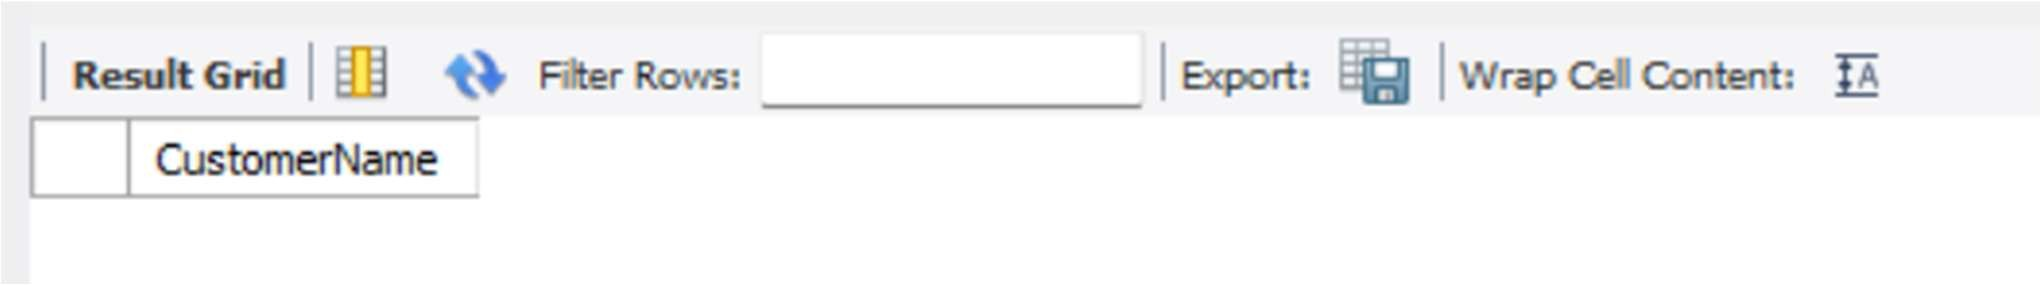 Result Grid Filter Rows: Export: Wrap Cell Content: A
CustomerName